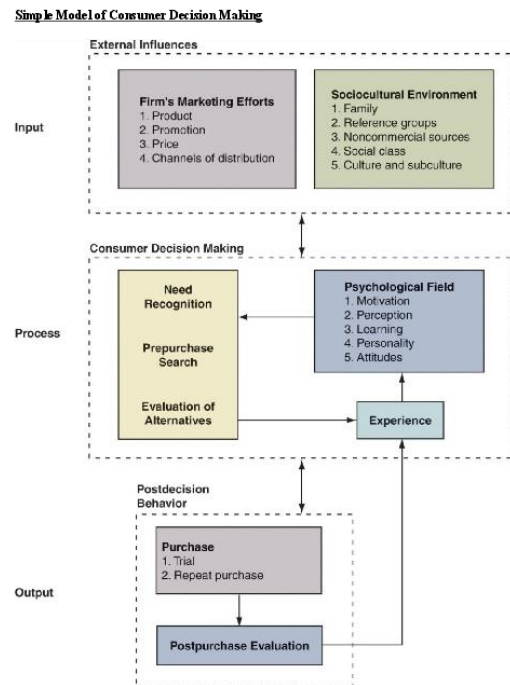 Simple Model of Consumer Decision Making
External Influences
Input
Firm's Marketing Efforts
1. Product
2. Promotion
3. Price
4. Channels of distribution
Sociocultural Environment
1. Family
2. Reference groups
3. Noncommercial sources
4. Social class
5. Culture and subculture
Consumer Decision Making
Process
Need
Recognition
Prepurchase
Search
Evaluation of
Alternatives
Psychological Field
1. Motivation
2. Perception
3. Learning
4. Personality
5. Attitudes
Experience
Postdecision
Behavior
Output
Purchase
1. Trial
2. Repeat purchase
Postpurchase Evaluation